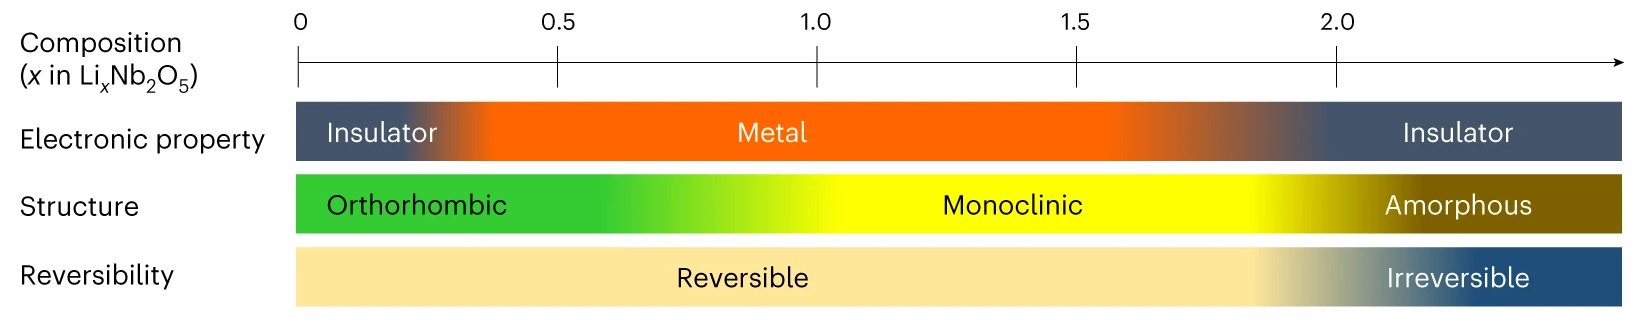 0 0.5 1.0 1.5 2.0
Composition
(x in LiₓNb₂O₅)
Electronic property Insulator Metal Insulator
Structure Orthorhombic Monoclinic Amorphous
Reversibility Reversible Irreversible